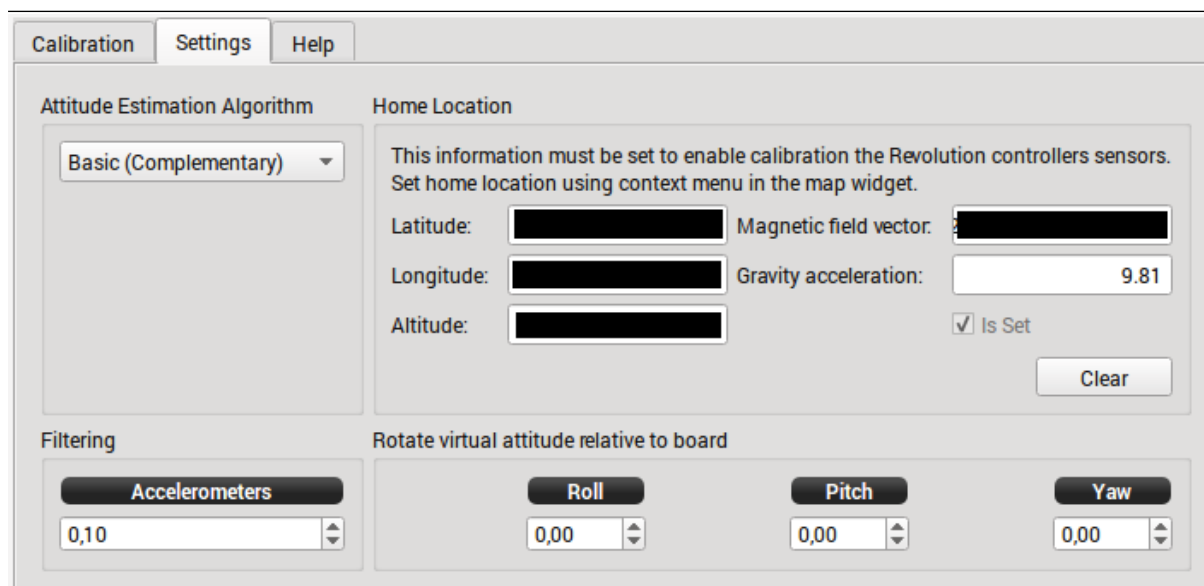 Calibration Settings Help
Attitude Estimation Algorithm
Basic (Complementary)
Home Location
This information must be set to enable calibration the Revolution controllers sensors.
Set home location using context menu in the map widget.
Latitude:
Magnetic field vector:
Longitude:
Gravity acceleration: 9.81
Altitude:
Is Set
Clear
Filtering
Accelerometers
0,10
Rotate virtual attitude relative to board
Roll Pitch Yaw
0,00 0,00 0,00